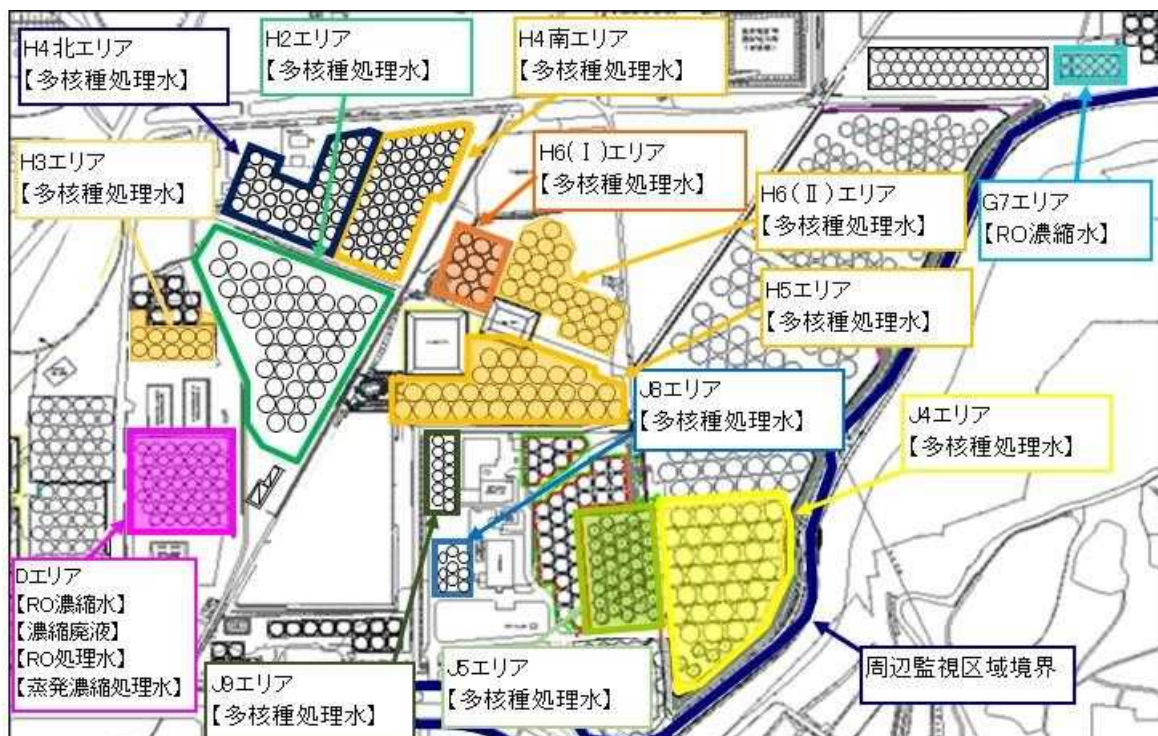 H4北エリア
【多核種処理水】
H2エリア
【多核種処理水】
H4南エリア
【多核種処理水】
H3エリア
【多核種処理水】
H6(Ⅰ)エリア
【多核種処理水】
H6(Ⅱ)エリア
【多核種処理水】
G7エリア
【RO濃縮水】
H5エリア
【多核種処理水】
J8エリア
【多核種処理水】
J4エリア
【多核種処理水】
Dエリア
【RO濃縮水】
【濃縮廃液】
【RO処理水】
【蒸発濃縮処理水】
J9エリア
【多核種処理水】
J5エリア
【多核種処理水】
周辺監視区域境界